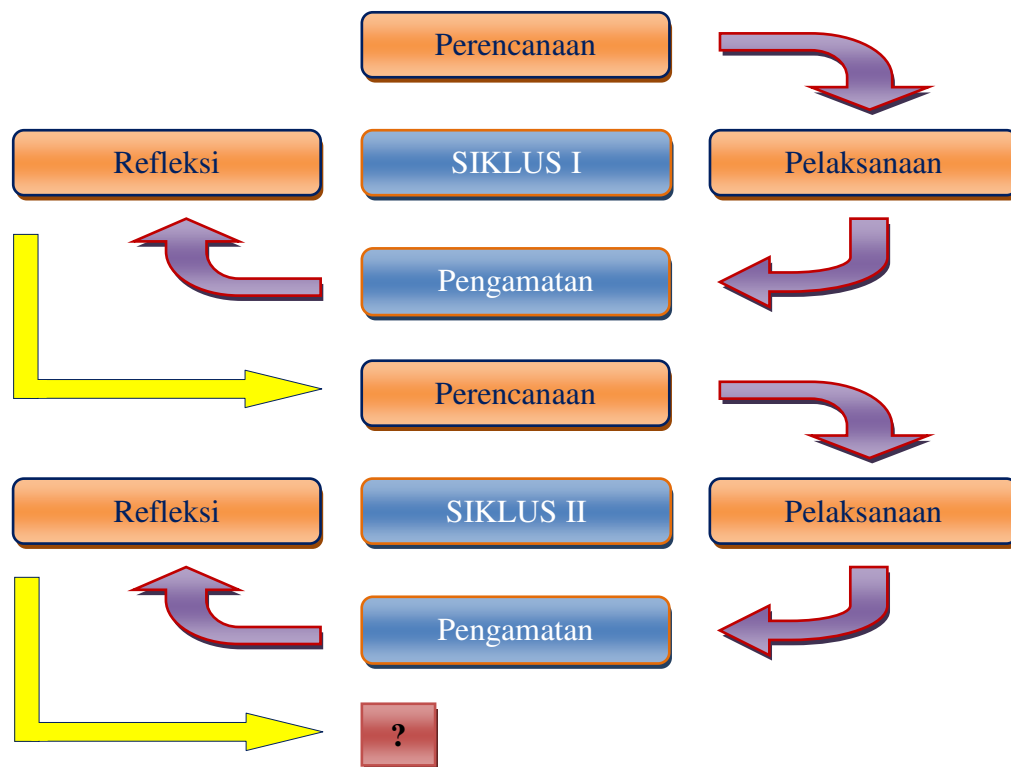 Perencanaan
Refleksi
SIKLUS I
Pelaksanaan
Pengamatan
Perencanaan
Refleksi
SIKLUS II
Pelaksanaan
Pengamatan
?